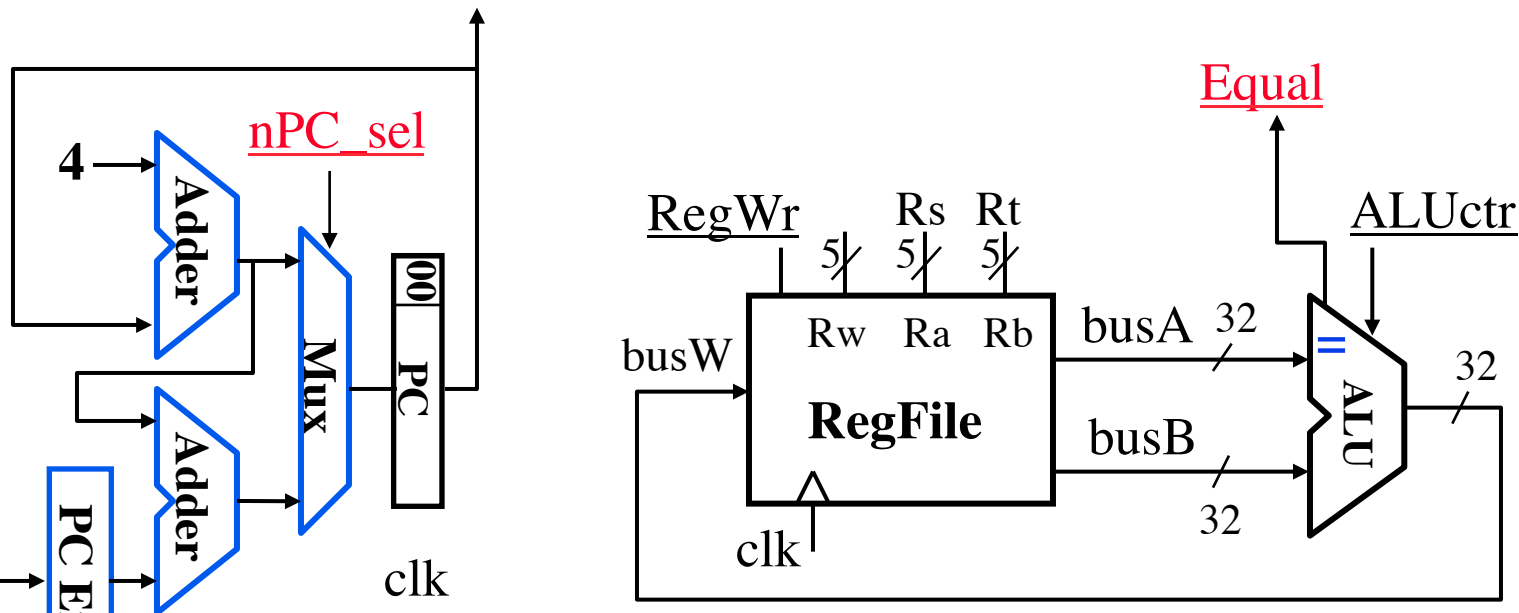 nPC_sel
4
Adder
Mux
00
PC
Adder
PC E
clk
Equal
RegWr
Rs
Rt
ALUctr
5
5
5
Rw
Ra
Rb
busW
RegFile
clk
busA
32
busB
32
=
ALU
32